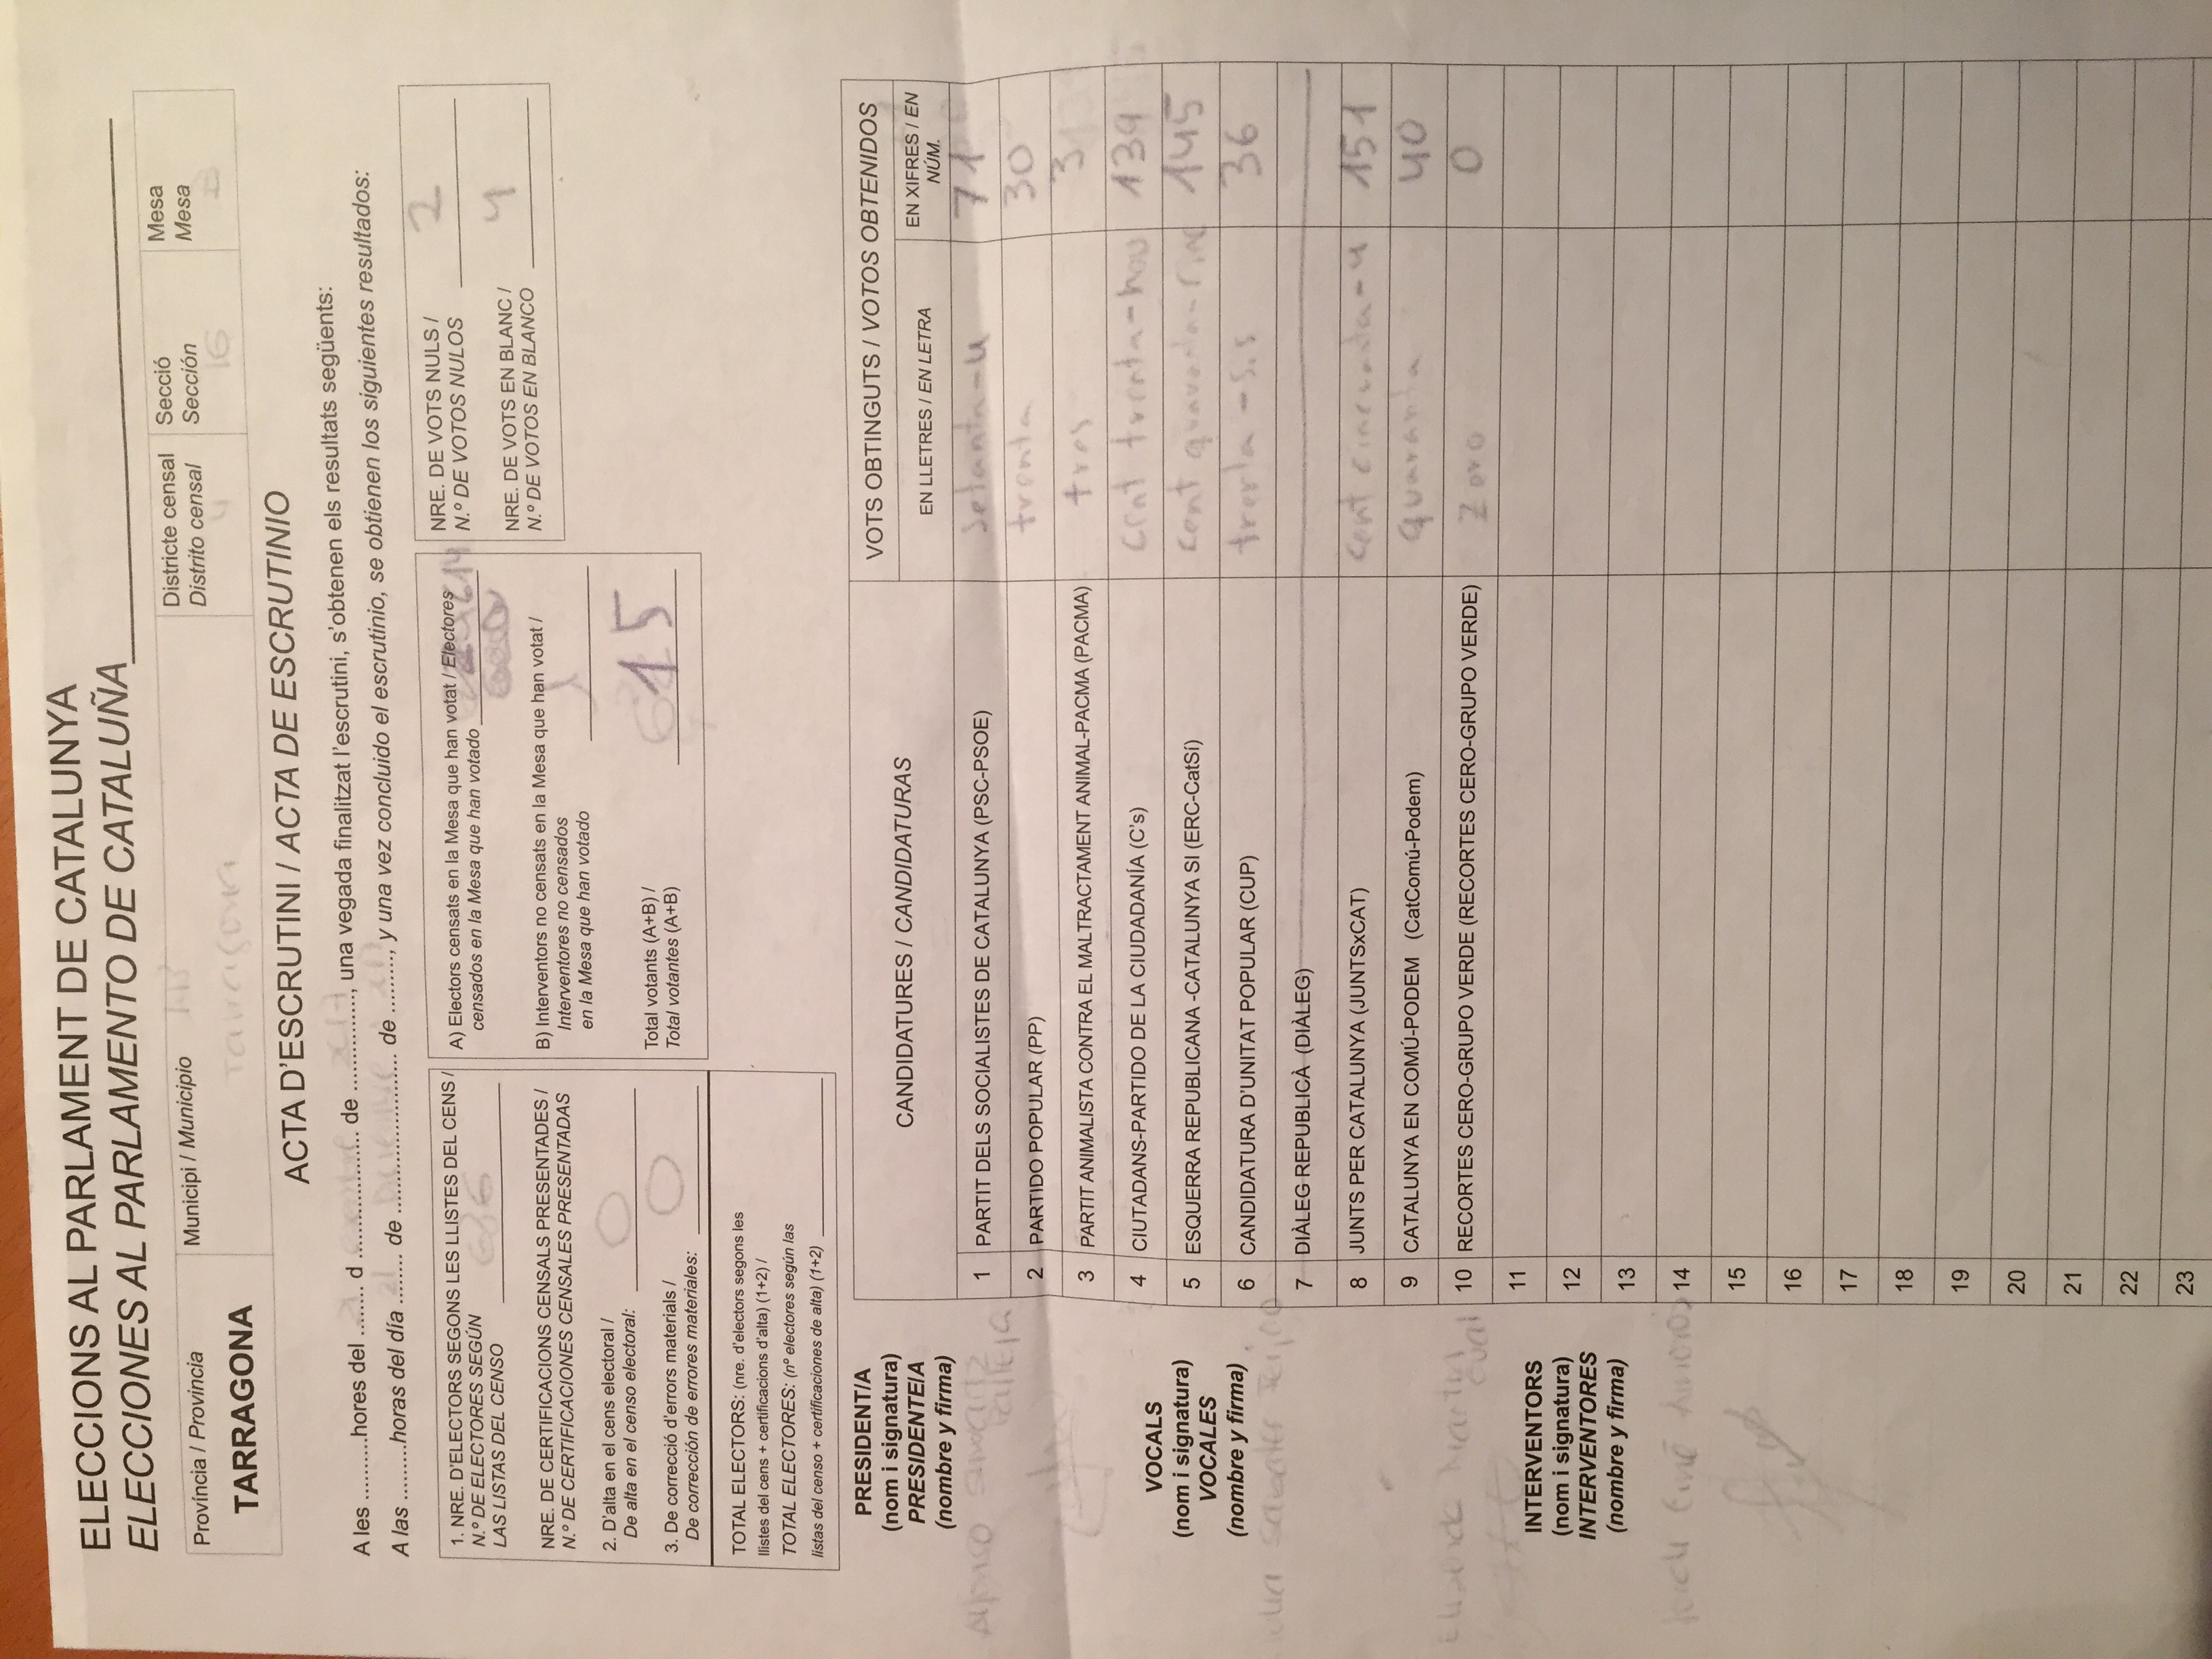 ELECCIONS AL PARLAMENT DE CATALUNYA
ELECCIONES AL PARLAMENTO DE CATALUÑA
Província / Provincia
TARRAGONA
Municipi / Municipio
Tarragona
Districte censal
Distrito censal
4
Secció
Sección
16
Mesa
Mesa
B
ACTA D'ESCRUTINI / ACTA DE ESCRUTINIO
A les ..........hores del ........ d ..................... de ................, una vegada finalitzat l'escrutini, s'obtenen els resultats següents:
A las .........horas del día 21 de Diciembre de ........., y una vez concluido el escrutinio, se obtienen los siguientes resultados:
1. NRE. D'ELECTORS SEGONS LES LLISTES DEL CENS /
N.º DE ELECTORES SEGÚN
LAS LISTAS DEL CENSO
NRE. DE CERTIFICACIONS CENSALS PRESENTADES /
N.º DE CERTIFICACIONES CENSALES PRESENTADAS
2. D'alta en el cens electoral /
De alta en el censo electoral: 0
3. De correcció d'errors materials /
De corrección de errores materiales: 0
TOTAL ELECTORS: (nre. d'electors segons les
llistes del cens + certificacions d'alta) (1+2) /
TOTAL ELECTORES: (nº electores según las
listas del censo + certificaciones de alta) (1+2)
A) Electors censats en la Mesa que han votat / Electores
censados en la Mesa que han votado 614
B) Interventors no censats en la Mesa que han votat /
Interventores no censados
en la Mesa que han votado 1
Total votants (A+B) /
Total votantes (A+B) 615
NRE. DE VOTS NULS /
N.º DE VOTOS NULOS 2
NRE. DE VOTS EN BLANC /
N.º DE VOTOS EN BLANCO 4
PRESIDENT/A
(nom i signatura)
PRESIDENTE/A
(nombre y firma)
Alfonso
VOCALS
(nom i signatura)
VOCALES
(nombre y firma)
Sabater
Martin
INTERVENTORS
(nom i signatura)
INTERVENTORES
(nombre y firma)
CANDIDATURES / CANDIDATURAS
VOTS OBTINGUTS / VOTOS OBTENIDOS
EN LLETRES / EN LETRA
EN XIFRES / EN
NÚM.
1 PARTIT DELS SOCIALISTES DE CATALUNYA (PSC-PSOE) Setanta-u 71
2 PARTIDO POPULAR (PP) trenta 30
3 PARTIT ANIMALISTA CONTRA EL MALTRACTAMENT ANIMAL-PACMA (PACMA) tres 3
4 CIUTADANS-PARTIDO DE LA CIUDADANÍA (C's) cent trenta-nou 139
5 ESQUERRA REPUBLICANA -CATALUNYA SI (ERC-CatSí) cent quaranta-cinc 145
6 CANDIDATURA D'UNITAT POPULAR (CUP) trenta-sis 36
7 DIÀLEG REPUBLICÀ (DIÀLEG)
8 JUNTS PER CATALUNYA (JUNTSxCAT) cent cincuanta-u 151
9 CATALUNYA EN COMÚ-PODEM (CatComú-Podem) quaranta 40
10 RECORTES CERO-GRUPO VERDE (RECORTES CERO-GRUPO VERDE) Zero 0
11
12
13
14
15
16
17
18
19
20
21
22
23